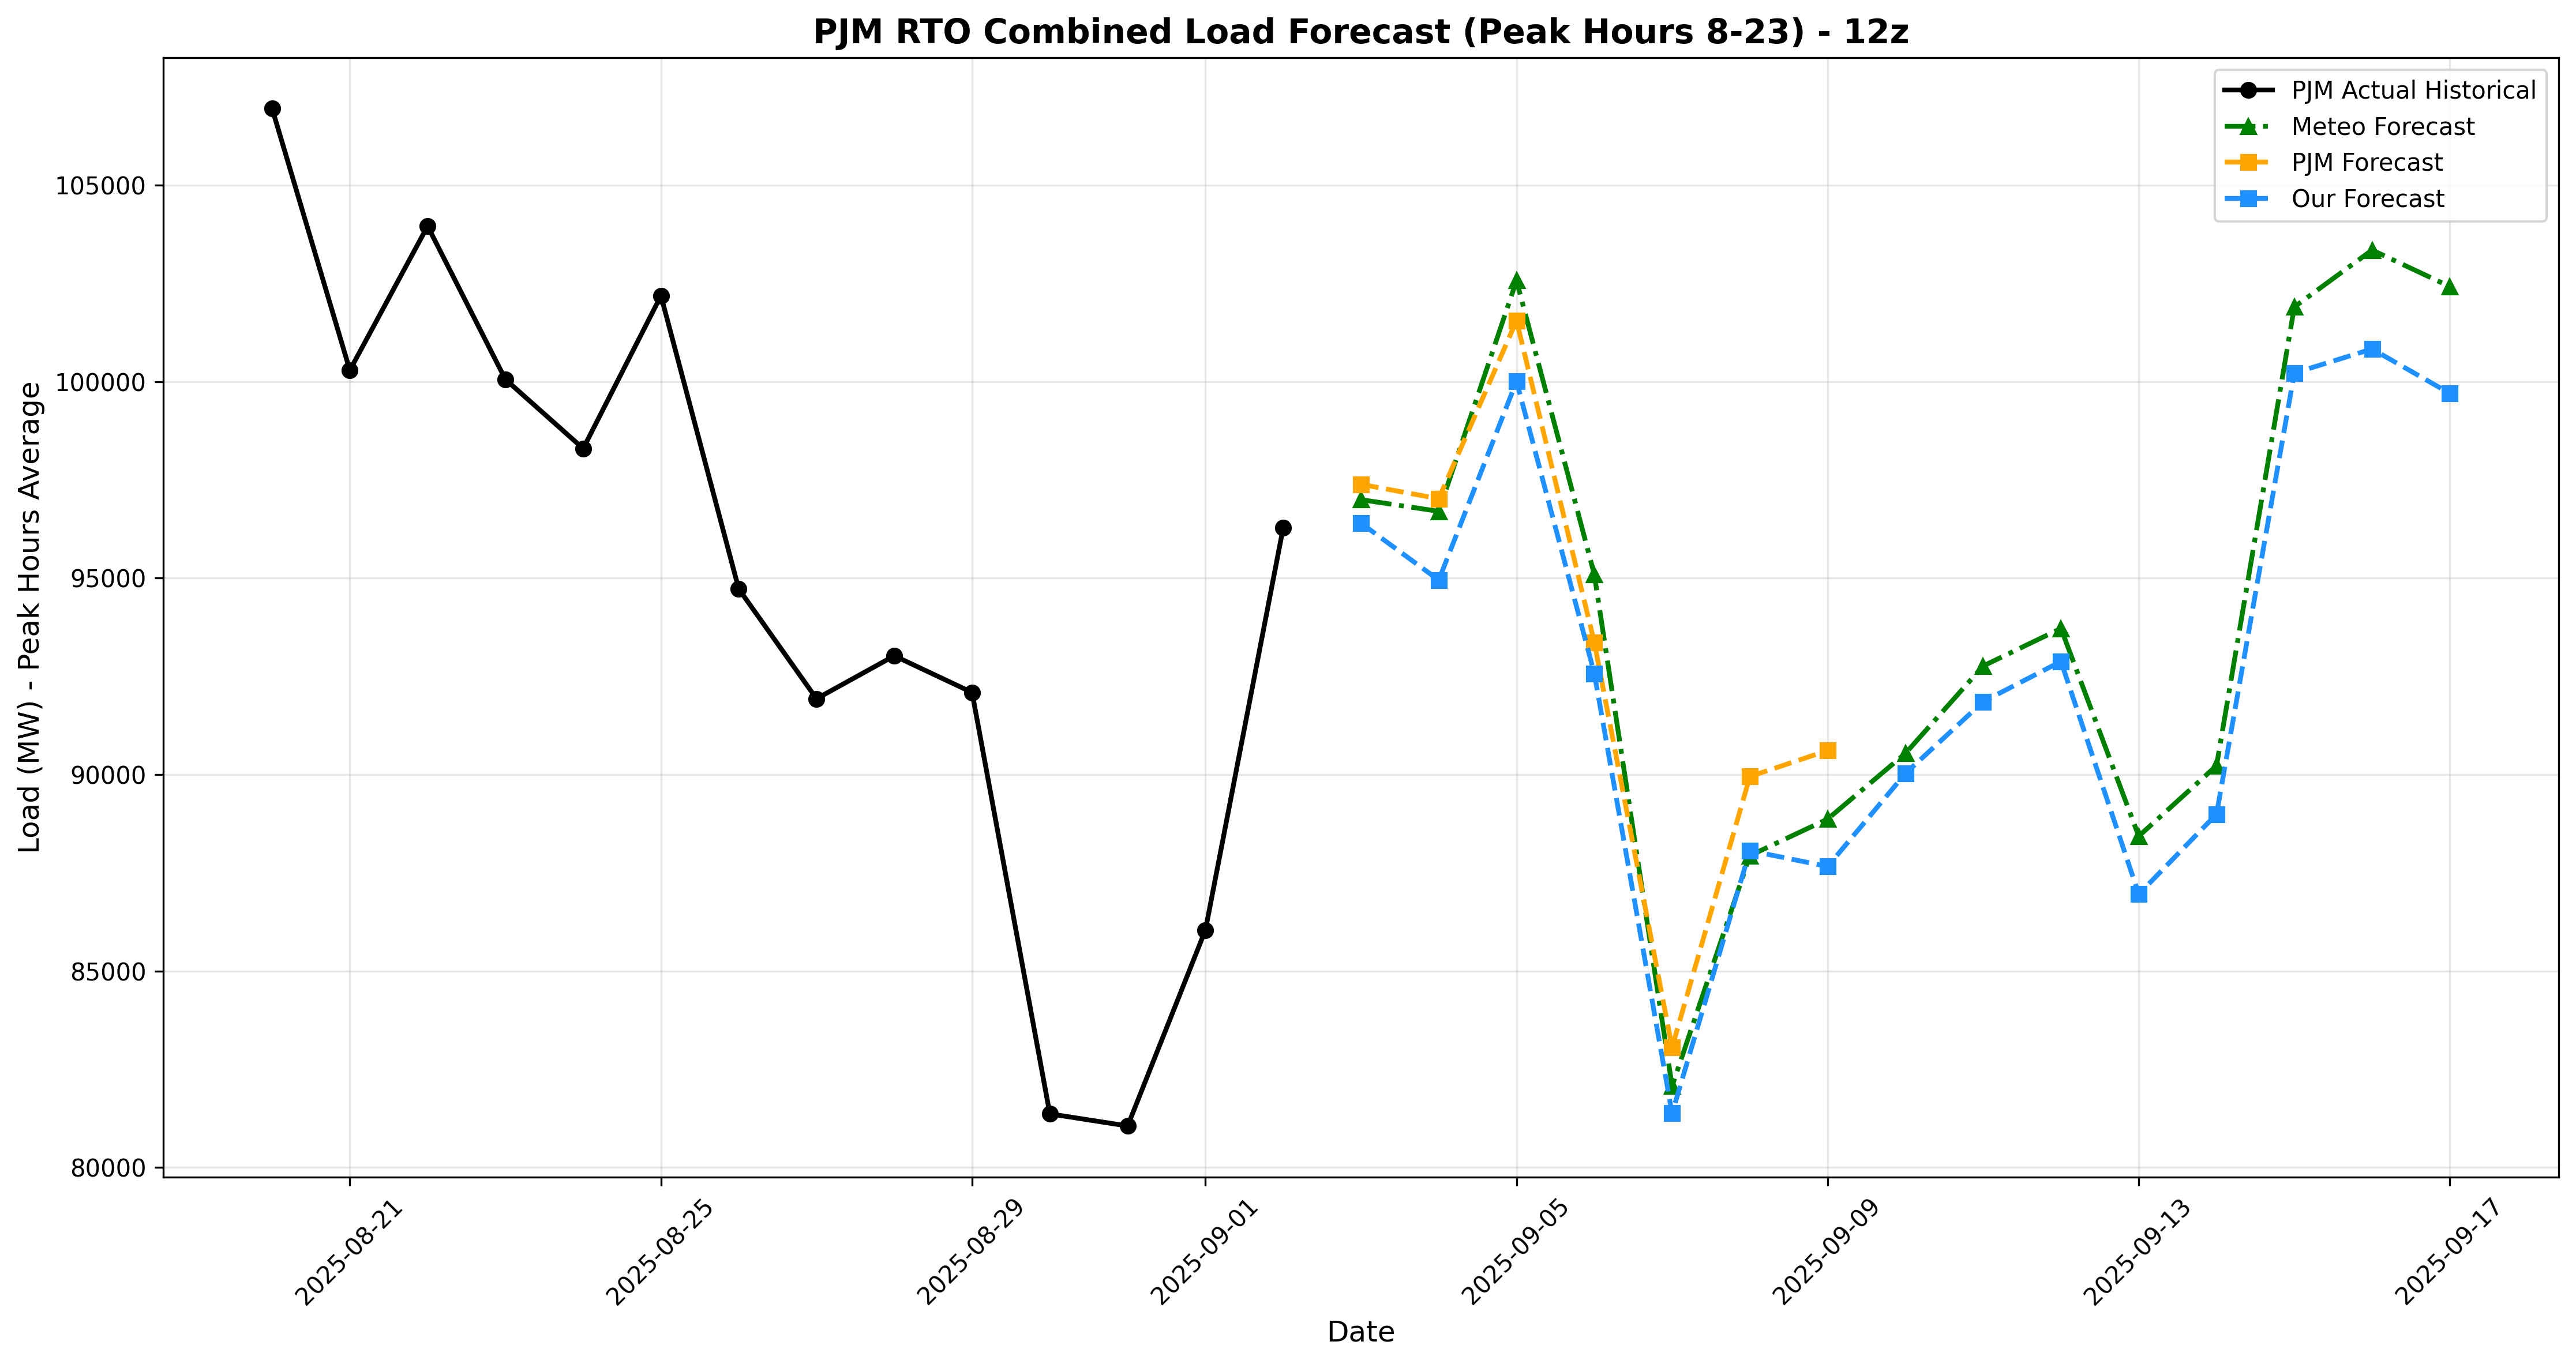 PJM RTO Combined Load Forecast (Peak Hours 8-23) - 12z
PJM Actual Historical
Meteo Forecast
PJM Forecast
Our Forecast
Load (MW) - Peak Hours Average
105000
100000
95000
90000
85000
80000
2025-08-21
2025-08-25
2025-08-29
2025-09-01
2025-09-05
2025-09-09
2025-09-13
2025-09-17
Date